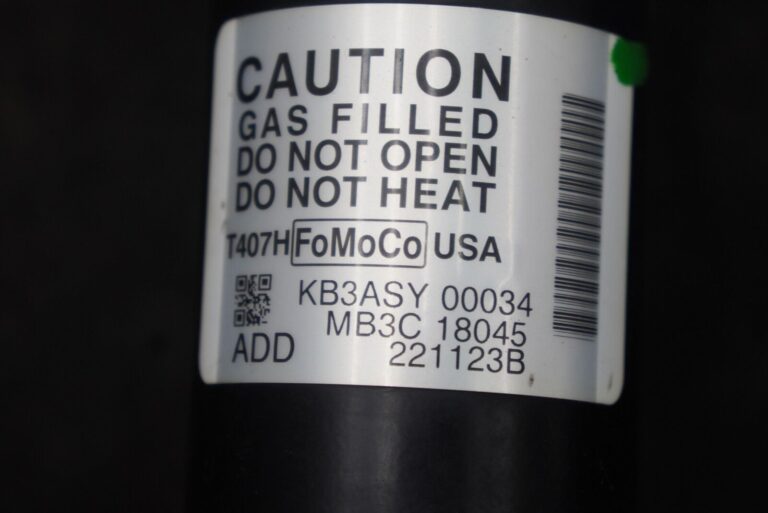 CAUTION
GAS FILLED
DO NOT OPEN
DO NOT HEAT
T407H FoMoCo USA
KB3ASY 00034
MB3C 18045
ADD 221123B